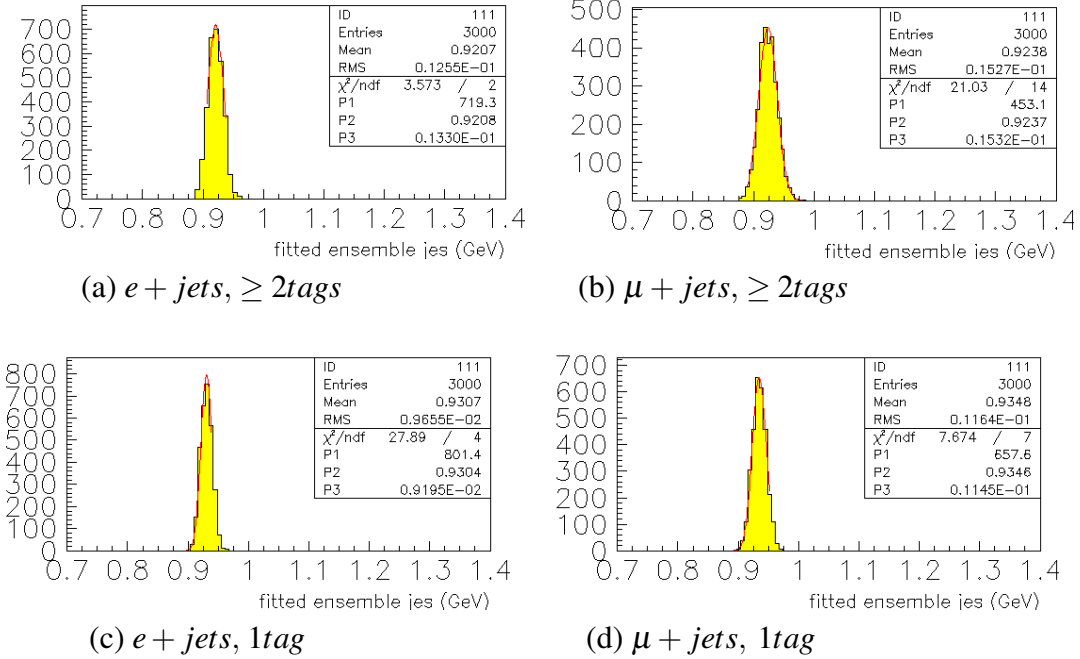 700
600
500
400
300
200
100
0
0.7 0.8 0.9 1 1.1 1.2 1.3 1.4
fitted ensemble jes (GeV)
ID 111
Entries 3000
Mean 0.9207
RMS 0.1255E-01
χ²/ndf 3.573 / 2
P1 719.3
P2 0.9208
P3 0.1330E-01
(a) e + jets, ≥ 2tags
500
400
300
200
100
0
0.7 0.8 0.9 1 1.1 1.2 1.3 1.4
fitted ensemble jes (GeV)
ID 111
Entries 3000
Mean 0.9238
RMS 0.1527E-01
χ²/ndf 21.03 / 14
P1 453.1
P2 0.9237
P3 0.1532E-01
(b) μ + jets, ≥ 2tags
800
700
600
500
400
300
200
100
0
0.7 0.8 0.9 1 1.1 1.2 1.3 1.4
fitted ensemble jes (GeV)
ID 111
Entries 3000
Mean 0.9307
RMS 0.9655E-02
χ²/ndf 27.89 / 4
P1 801.4
P2 0.9304
P3 0.9195E-02
(c) e + jets, 1tag
700
600
500
400
300
200
100
0
0.7 0.8 0.9 1 1.1 1.2 1.3 1.4
fitted ensemble jes (GeV)
ID 111
Entries 3000
Mean 0.9348
RMS 0.1164E-01
χ²/ndf 7.674 / 7
P1 657.6
P2 0.9346
P3 0.1145E-01
(d) μ + jets, 1tag